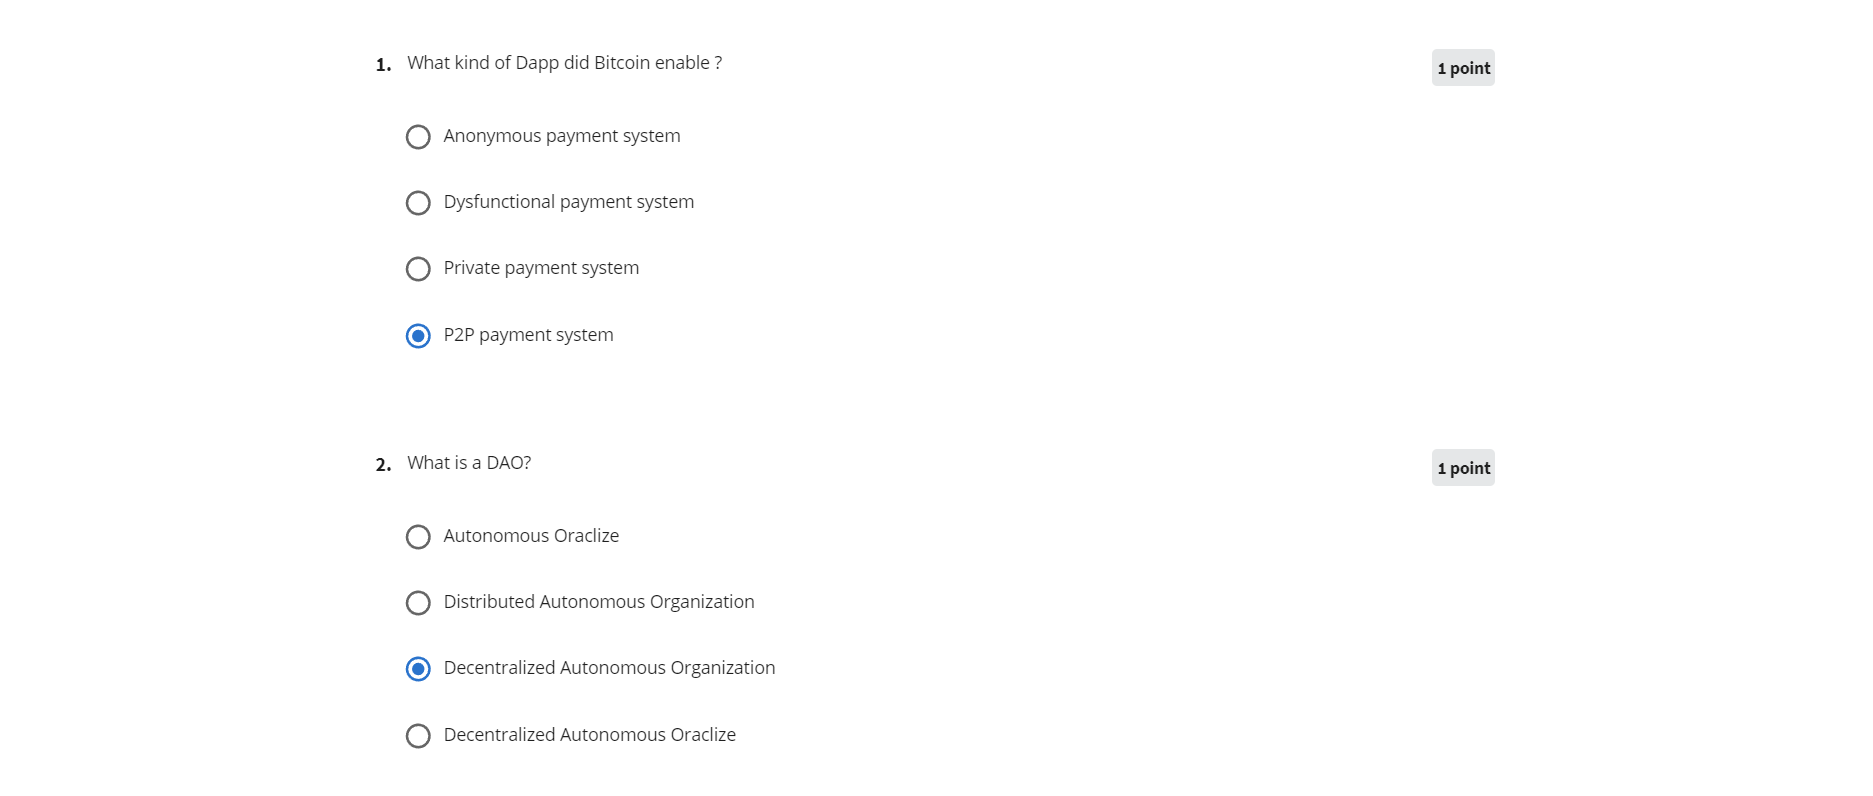 1. What kind of Dapp did Bitcoin enable ? 1 point
Anonymous payment system
Dysfunctional payment system
Private payment system
P2P payment system
2. What is a DAO? 1 point
Autonomous Oraclize
Distributed Autonomous Organization
Decentralized Autonomous Organization
Decentralized Autonomous Oraclize